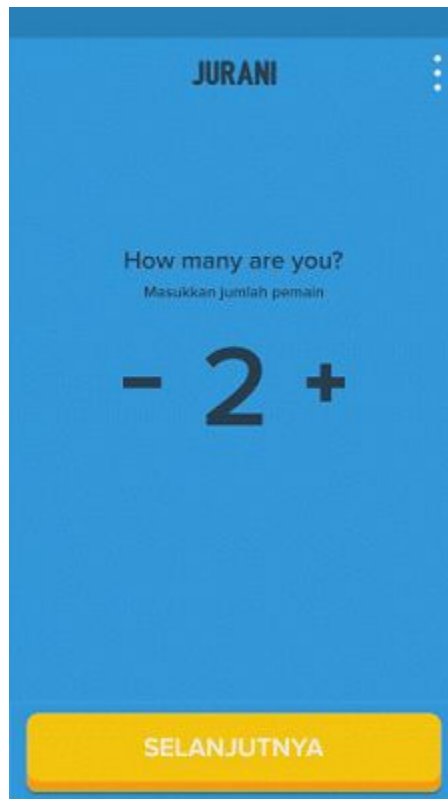 JURANI
How many are you?
Masukkan jumlah pemain
- 2 +
SELANJUTNYA